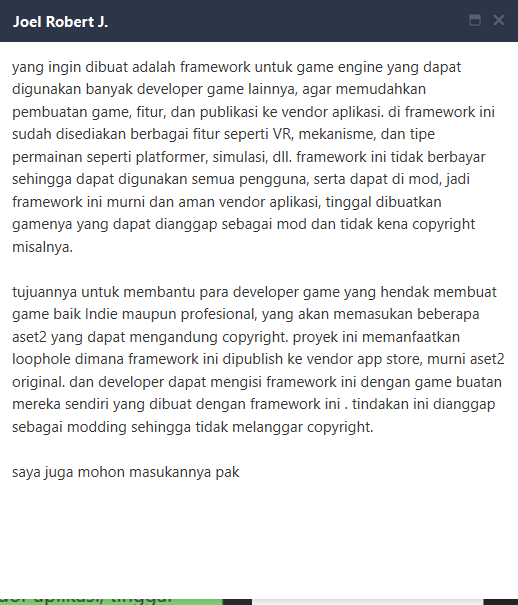 Joel Robert J.
yang ingin dibuat adalah framework untuk game engine yang dapat
digunakan banyak developer game lainnya, agar memudahkan
pembuatan game, fitur, dan publikasi ke vendor aplikasi. di framework ini
sudah disediakan berbagai fitur seperti VR, mekanisme, dan tipe
permainan seperti platformer, simulasi, dll. framework ini tidak berbayar
sehingga dapat digunakan semua pengguna, serta dapat di mod, jadi
framework ini murni dan aman vendor aplikasi, tinggal dibuatkan
gamenya yang dapat dianggap sebagai mod dan tidak kena copyright
misalnya.
tujuannya untuk membantu para developer game yang hendak membuat
game baik Indie maupun profesional, yang akan memasukan beberapa
aset2 yang dapat mengandung copyright. proyek ini memanfaatkan
loophole dimana framework ini dipublish ke vendor app store, murni aset2
original. dan developer dapat mengisi framework ini dengan game buatan
mereka sendiri yang dibuat dengan framework ini . tindakan ini dianggap
sebagai modding sehingga tidak melanggar copyright.
saya juga mohon masukannya pak